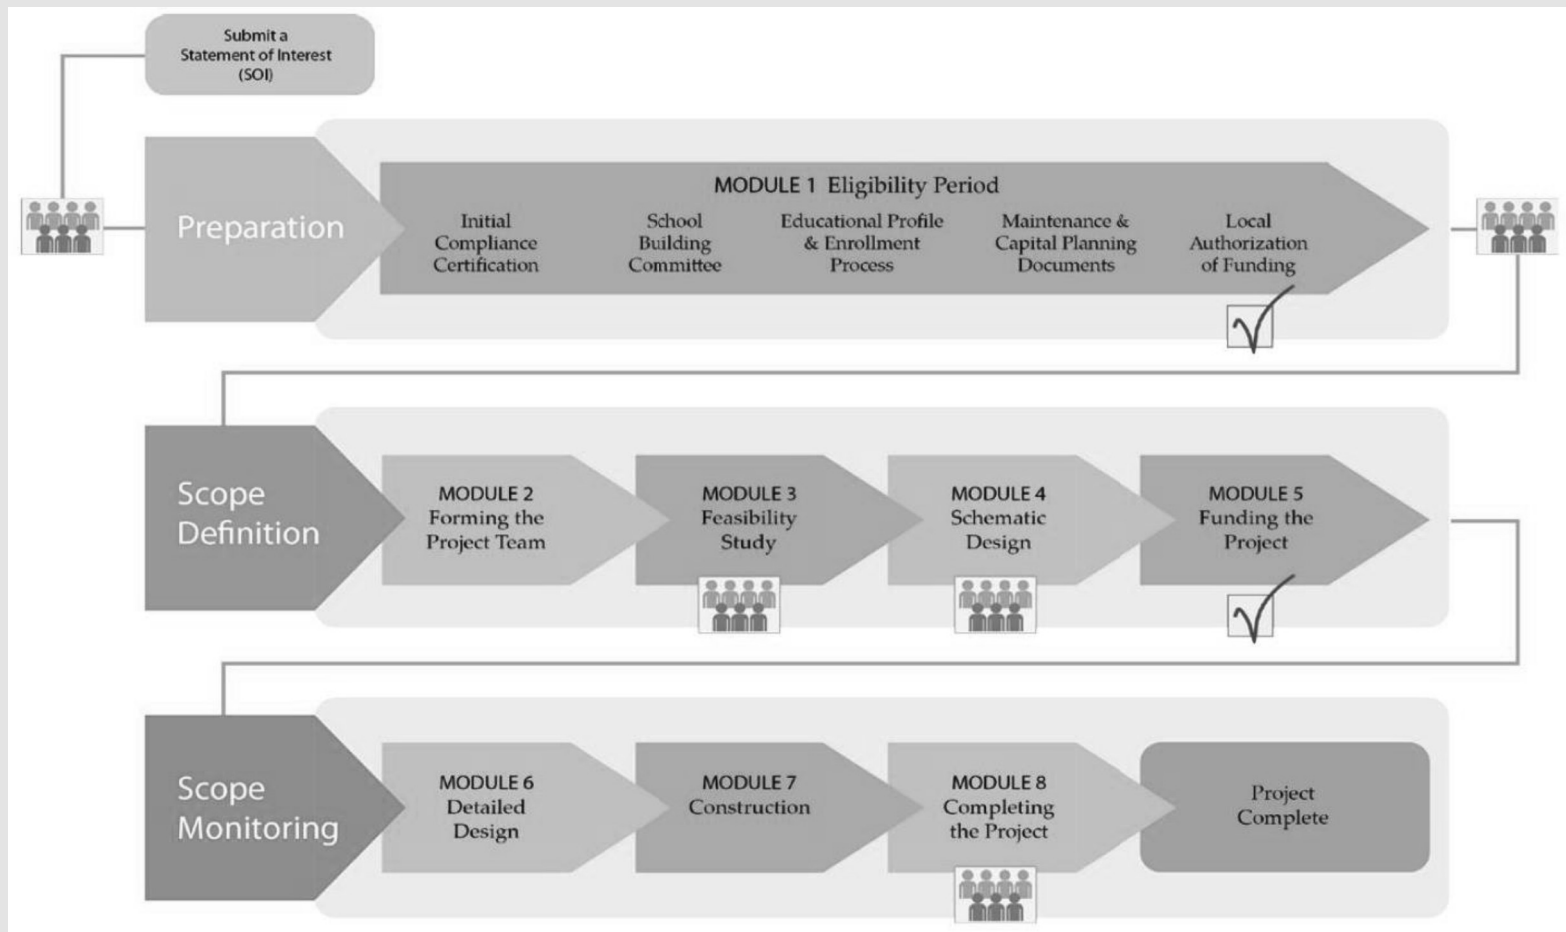 Submit a
Statement of Interest
(SOI)
Preparation
MODULE 1 Eligibility Period
Initial
Compliance
Certification
School
Building
Committee
Educational Profile
& Enrollment
Process
Maintenance &
Capital Planning
Documents
Local
Authorization
of Funding
Scope
Definition
MODULE 2
Forming the
Project Team
MODULE 3
Feasibility
Study
MODULE 4
Schematic
Design
MODULE 5
Funding the
Project
Scope
Monitoring
MODULE 6
Detailed
Design
MODULE 7
Construction
MODULE 8
Completing
the Project
Project
Complete